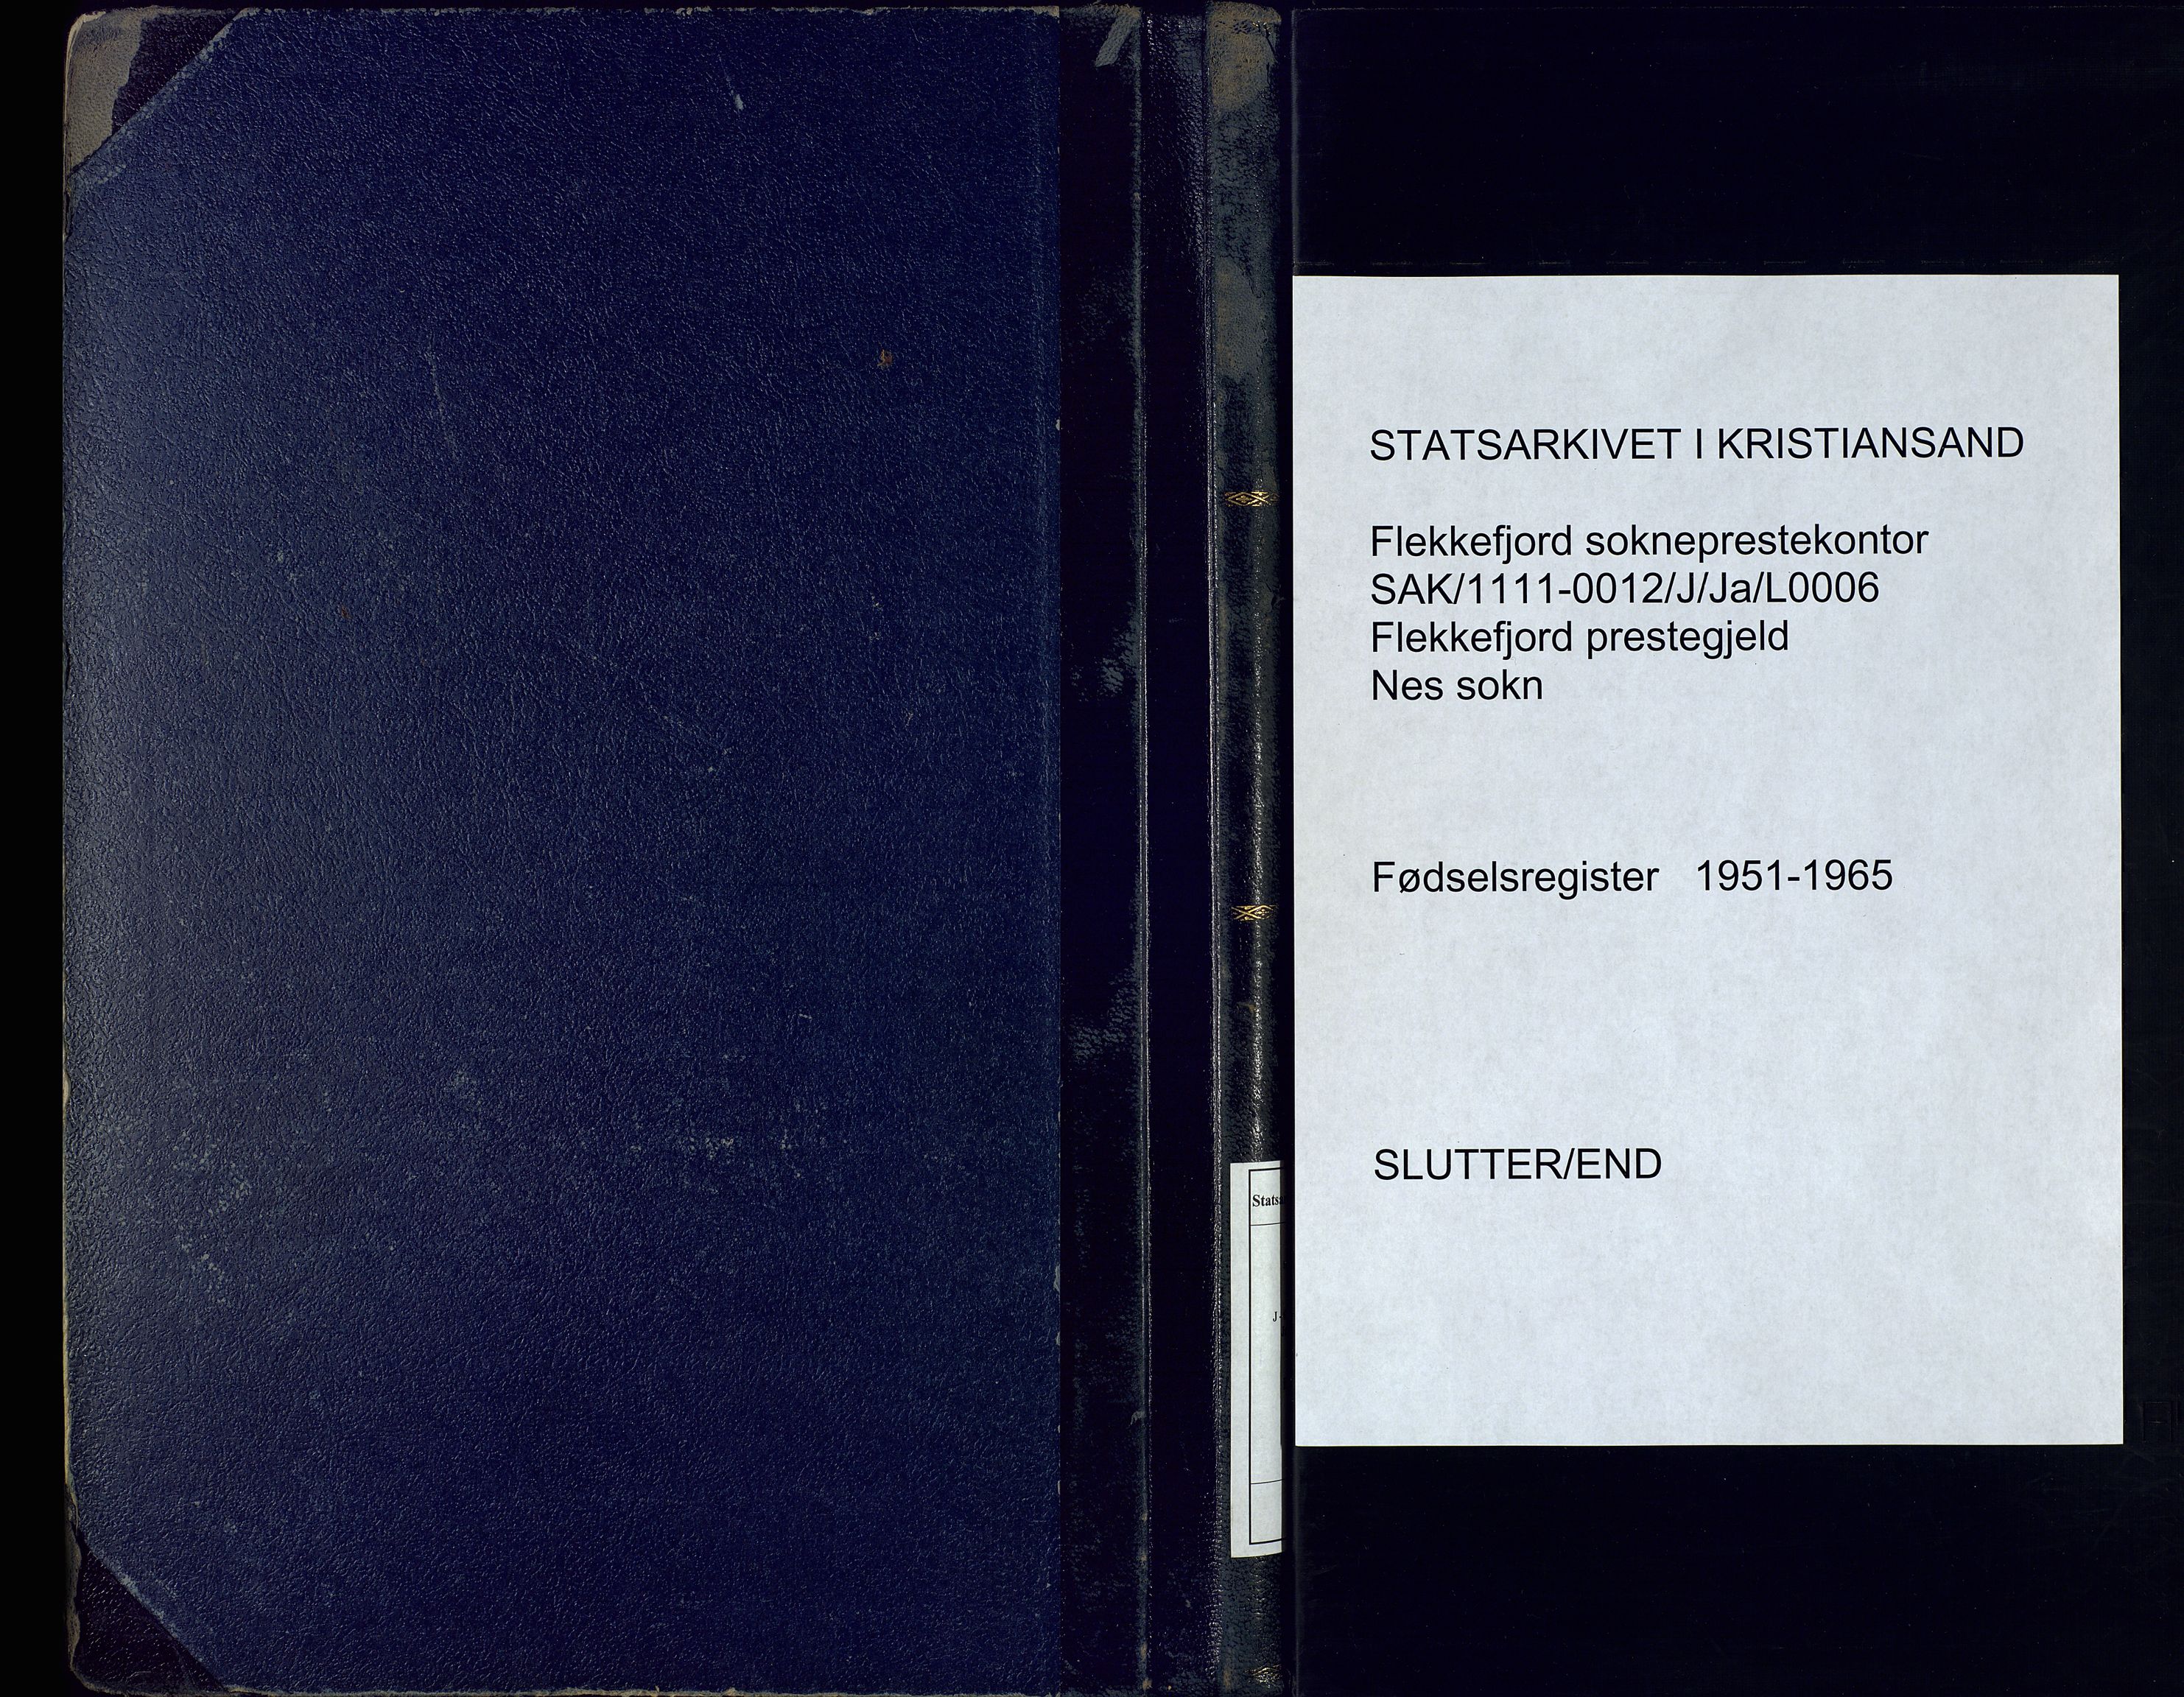 STATSARKIVET I KRISTIANSAND
Flekkefjord sokneprestekontor
SAK/1111-0012/J/Ja/L0006
Flekkefjord prestegjeld
Nes sokn
Fødselsregister 1951-1965
SLUTTER/END
J-